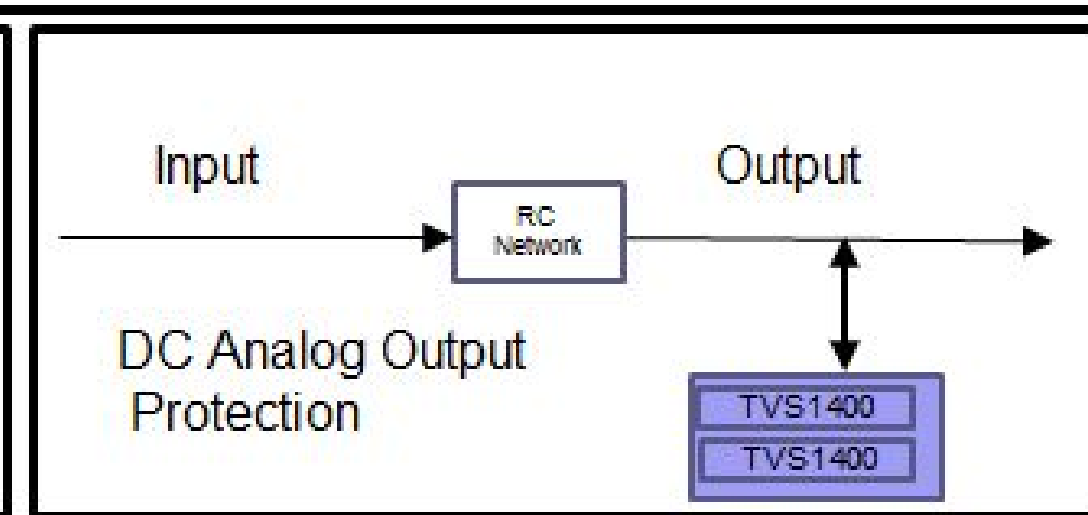 Input
Output
RC
Network
DC Analog Output
Protection
TVS1400
TVS1400